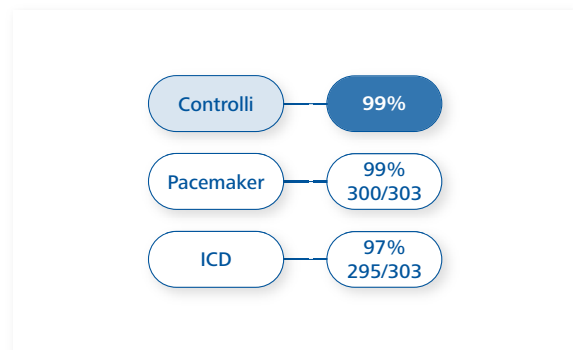 Controlli
99%
Pacemaker
99%
300/303
ICD
97%
295/303